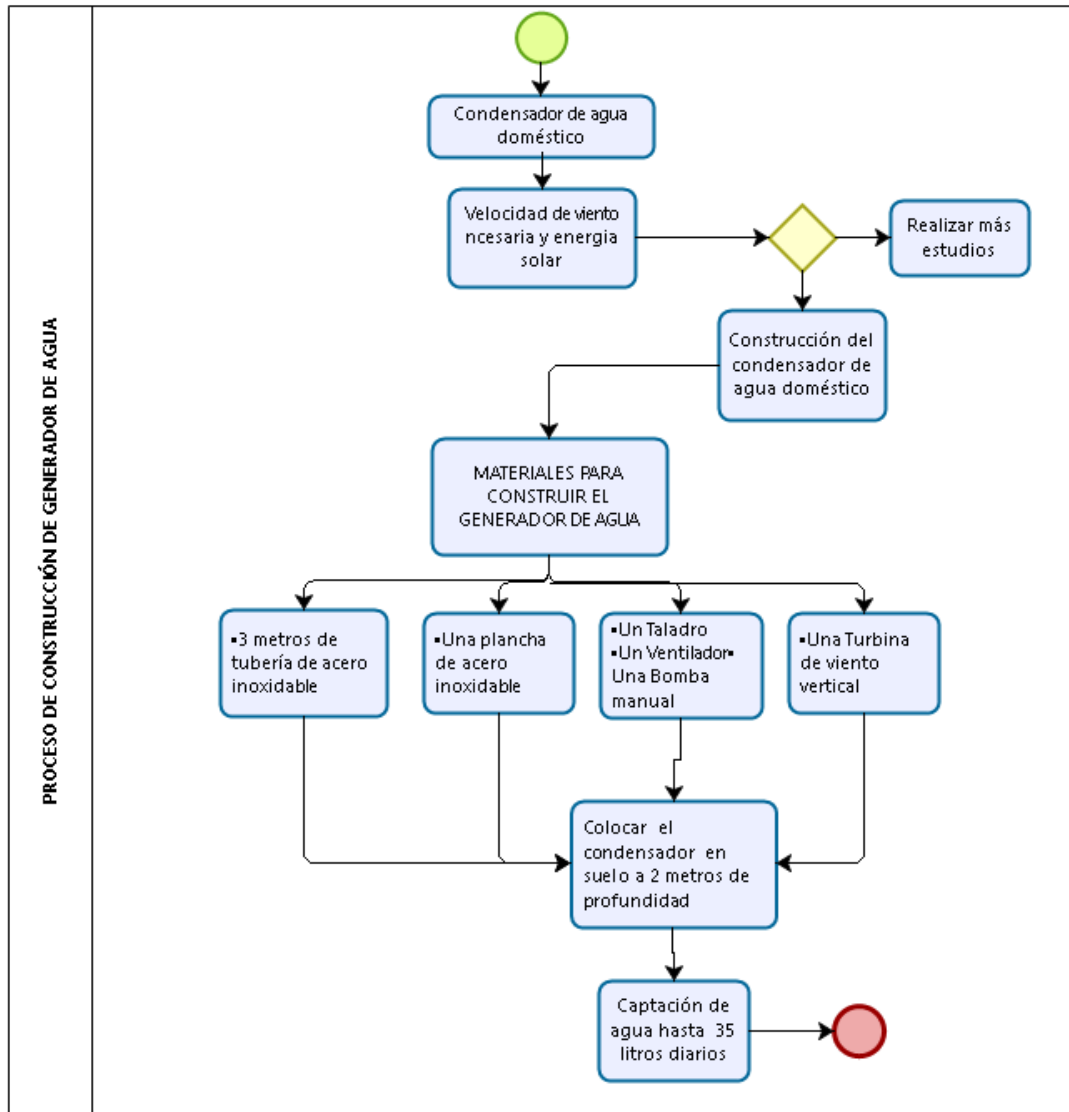 PROCESO DE CONSTRUCCIÓN DE GENERADOR DE AGUA
Condensador de agua
doméstico
Velocidad de viento
ncesaria y energia
solar
Realizar más
estudios
Construcción del
condensador de
agua doméstico
MATERIALES PARA
CONSTRUIR EL
GENERADOR DE AGUA
▪3 metros de
tubería de acero
inoxidable
▪Una plancha
de acero
inoxidable
▪Un Taladro
▪Un Ventilador▪
Una Bomba
manual
▪Una Turbina
de viento
vertical
Colocar el
condensador en
suelo a 2 metros de
profundidad
Captación de
agua hasta 35
litros diarios